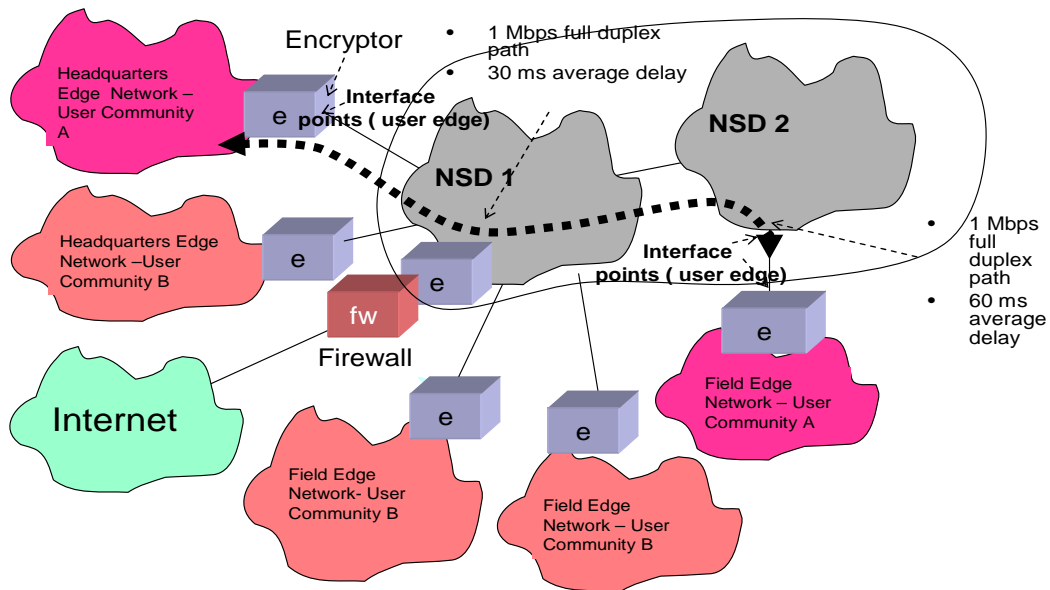 Headquarters
Edge Network –
User Community
A
Encryptor
• 1 Mbps full duplex
path
• 30 ms average delay
e
Interface
points ( user edge)
NSD 1
NSD 2
Headquarters Edge
Network –User
Community B
e
e
fw
Firewall
Interface
points ( user edge)
• 1 Mbps
full
duplex
path
• 60 ms
average
delay
e
Internet
e
e
Field Edge
Network – User
Community A
Field Edge
Network- User
Community B
Field Edge
Network – User
Community B